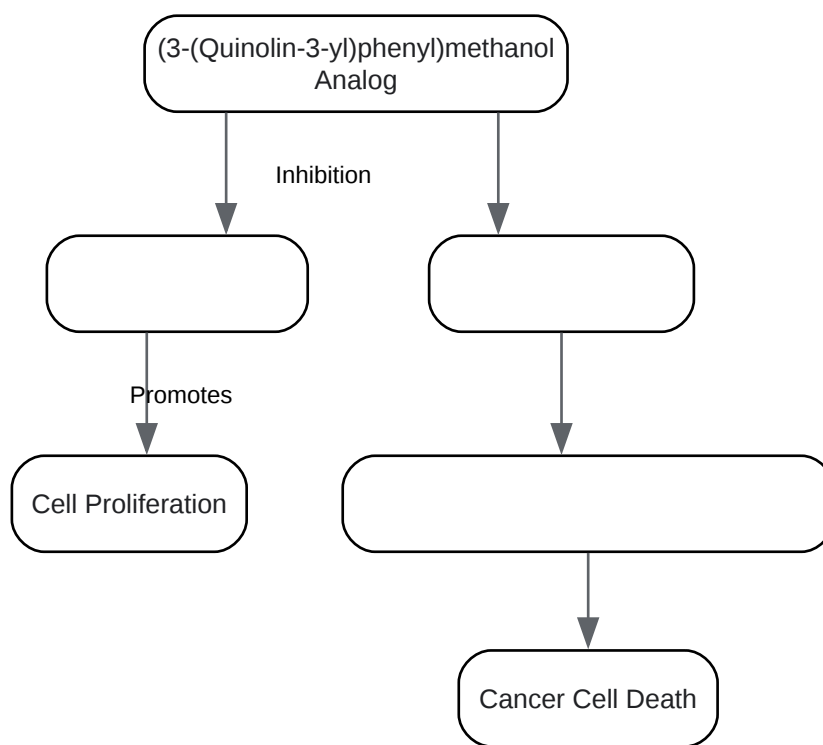 (3-(Quinolin-3-yl)phenyl)methanol
Analog
Inhibition
Promotes
Cell Proliferation
Cancer Cell Death